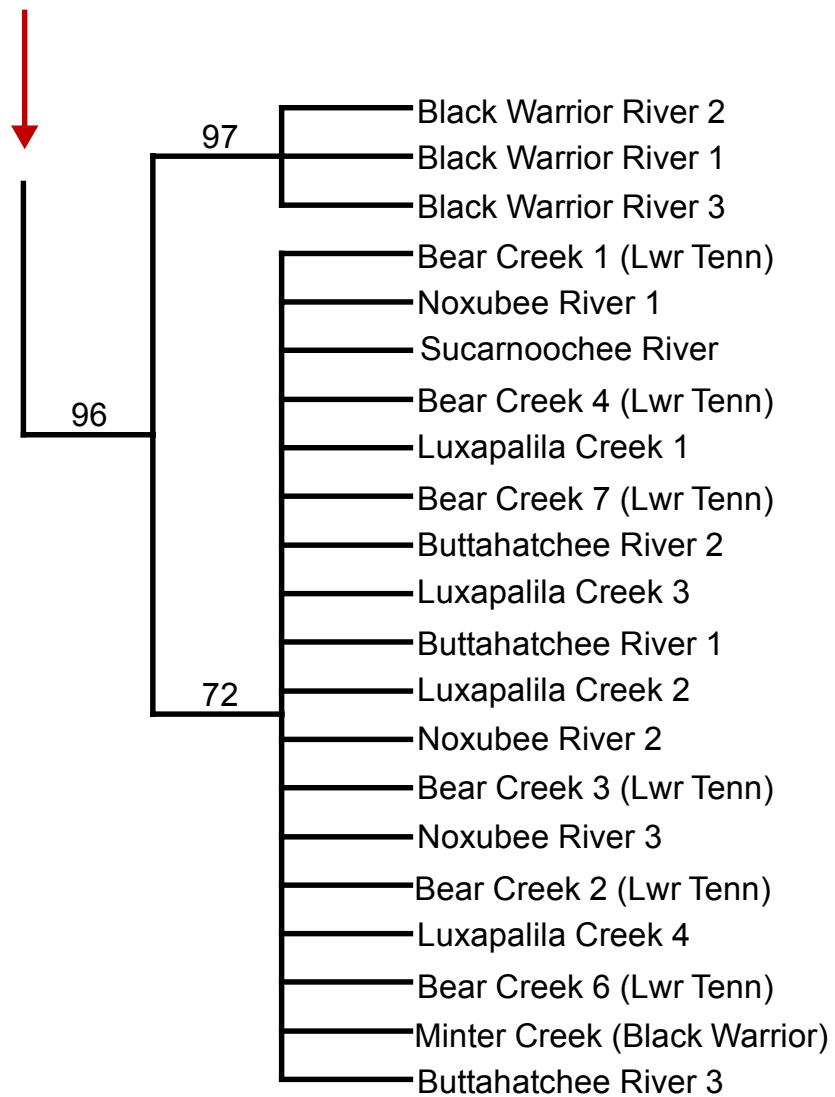 Black Warrior River 2
97
Black Warrior River 1
Black Warrior River 3
Bear Creek 1 (Lwr Tenn)
Noxubee River 1
Sucarnoochee River
Bear Creek 4 (Lwr Tenn)
96
Luxapalila Creek 1
Bear Creek 7 (Lwr Tenn)
Buttahatchee River 2
Luxapalila Creek 3
Buttahatchee River 1
72
Luxapalila Creek 2
Noxubee River 2
Bear Creek 3 (Lwr Tenn)
Noxubee River 3
Bear Creek 2 (Lwr Tenn)
Luxapalila Creek 4
Bear Creek 6 (Lwr Tenn)
Minter Creek (Black Warrior)
Buttahatchee River 3